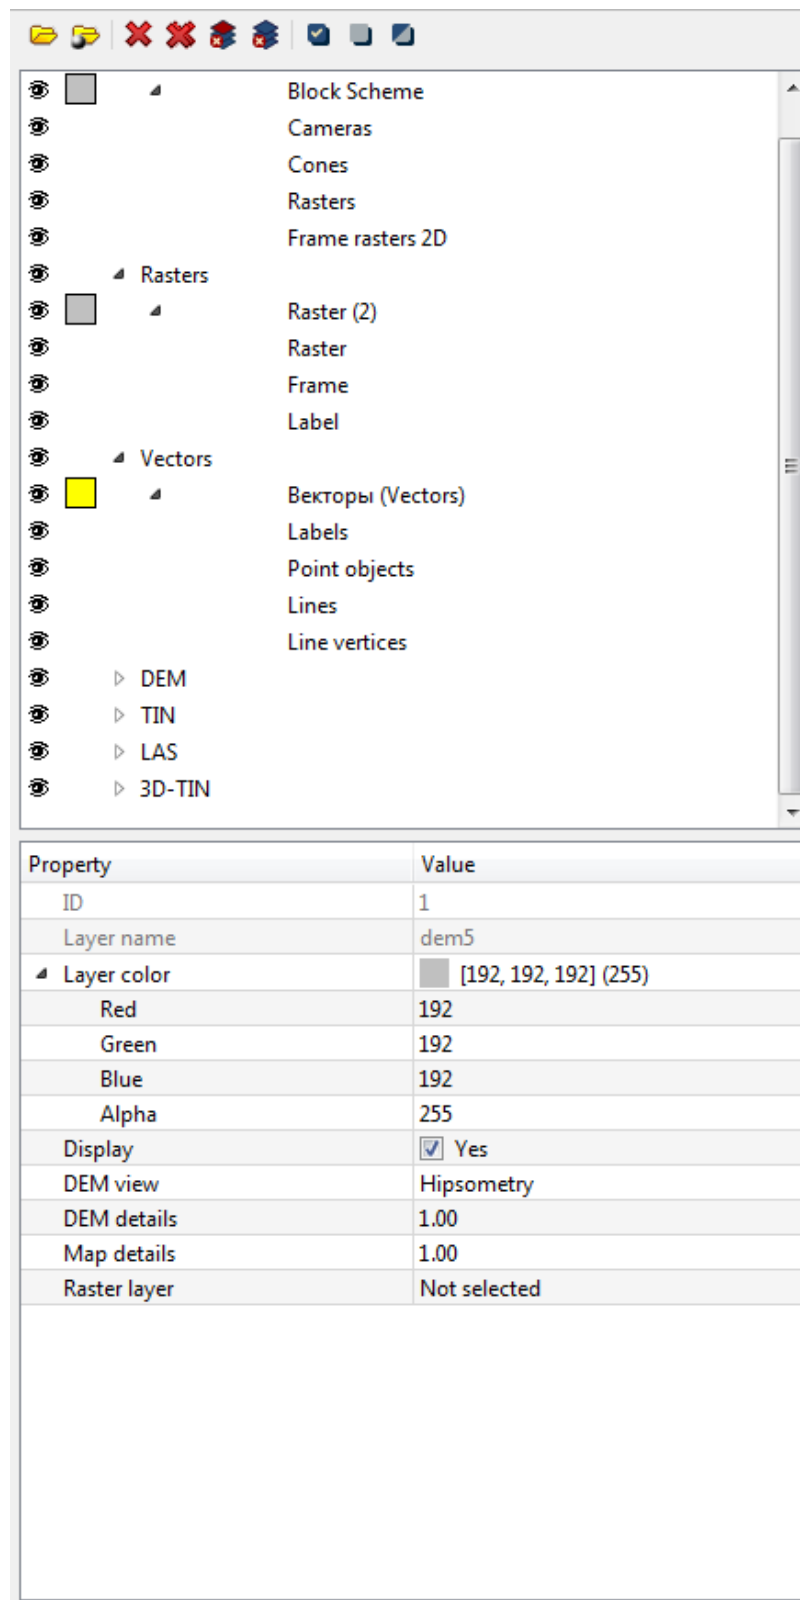 Block Scheme
Cameras
Cones
Rasters
Frame rasters 2D
Rasters
Raster (2)
Raster
Frame
Label
Vectors
Векторы (Vectors)
Labels
Point objects
Lines
Line vertices
DEM
TIN
LAS
3D-TIN
Property Value
ID 1
Layer name dem5
Layer color [192, 192, 192] (255)
Red 192
Green 192
Blue 192
Alpha 255
Display Yes
DEM view Hipsometry
DEM details 1.00
Map details 1.00
Raster layer Not selected